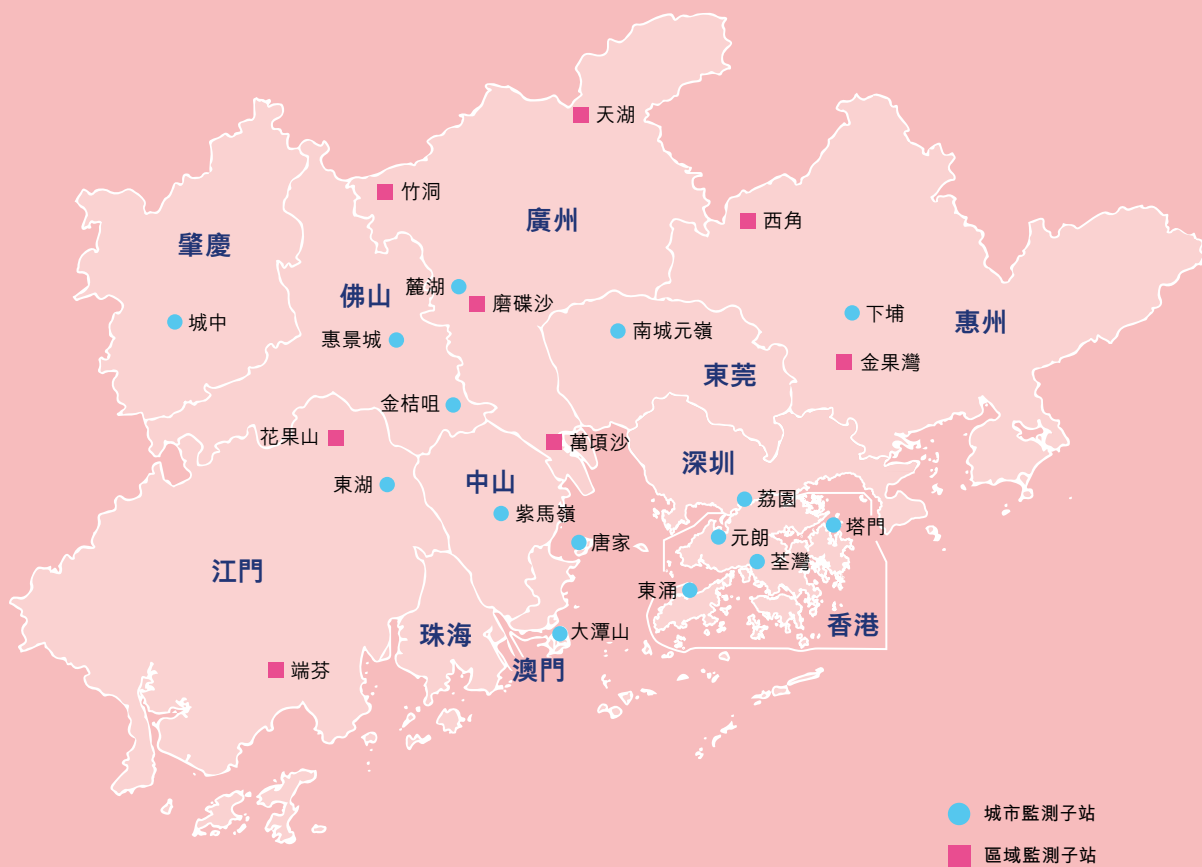 天湖
竹洞
廣州
西角
肇慶
麓湖
佛山
磨碟沙
下埔
城中
惠州
南城元嶺
惠景城
金果灣
東莞
金桔咀
花果山
萬頃沙
深圳
中山
東湖
荔園
紫馬嶺
塔門
元朗
唐家
荃灣
江門
東涌
香港
大潭山
珠海
澳門
端芬
城市監測子站
區域監測子站